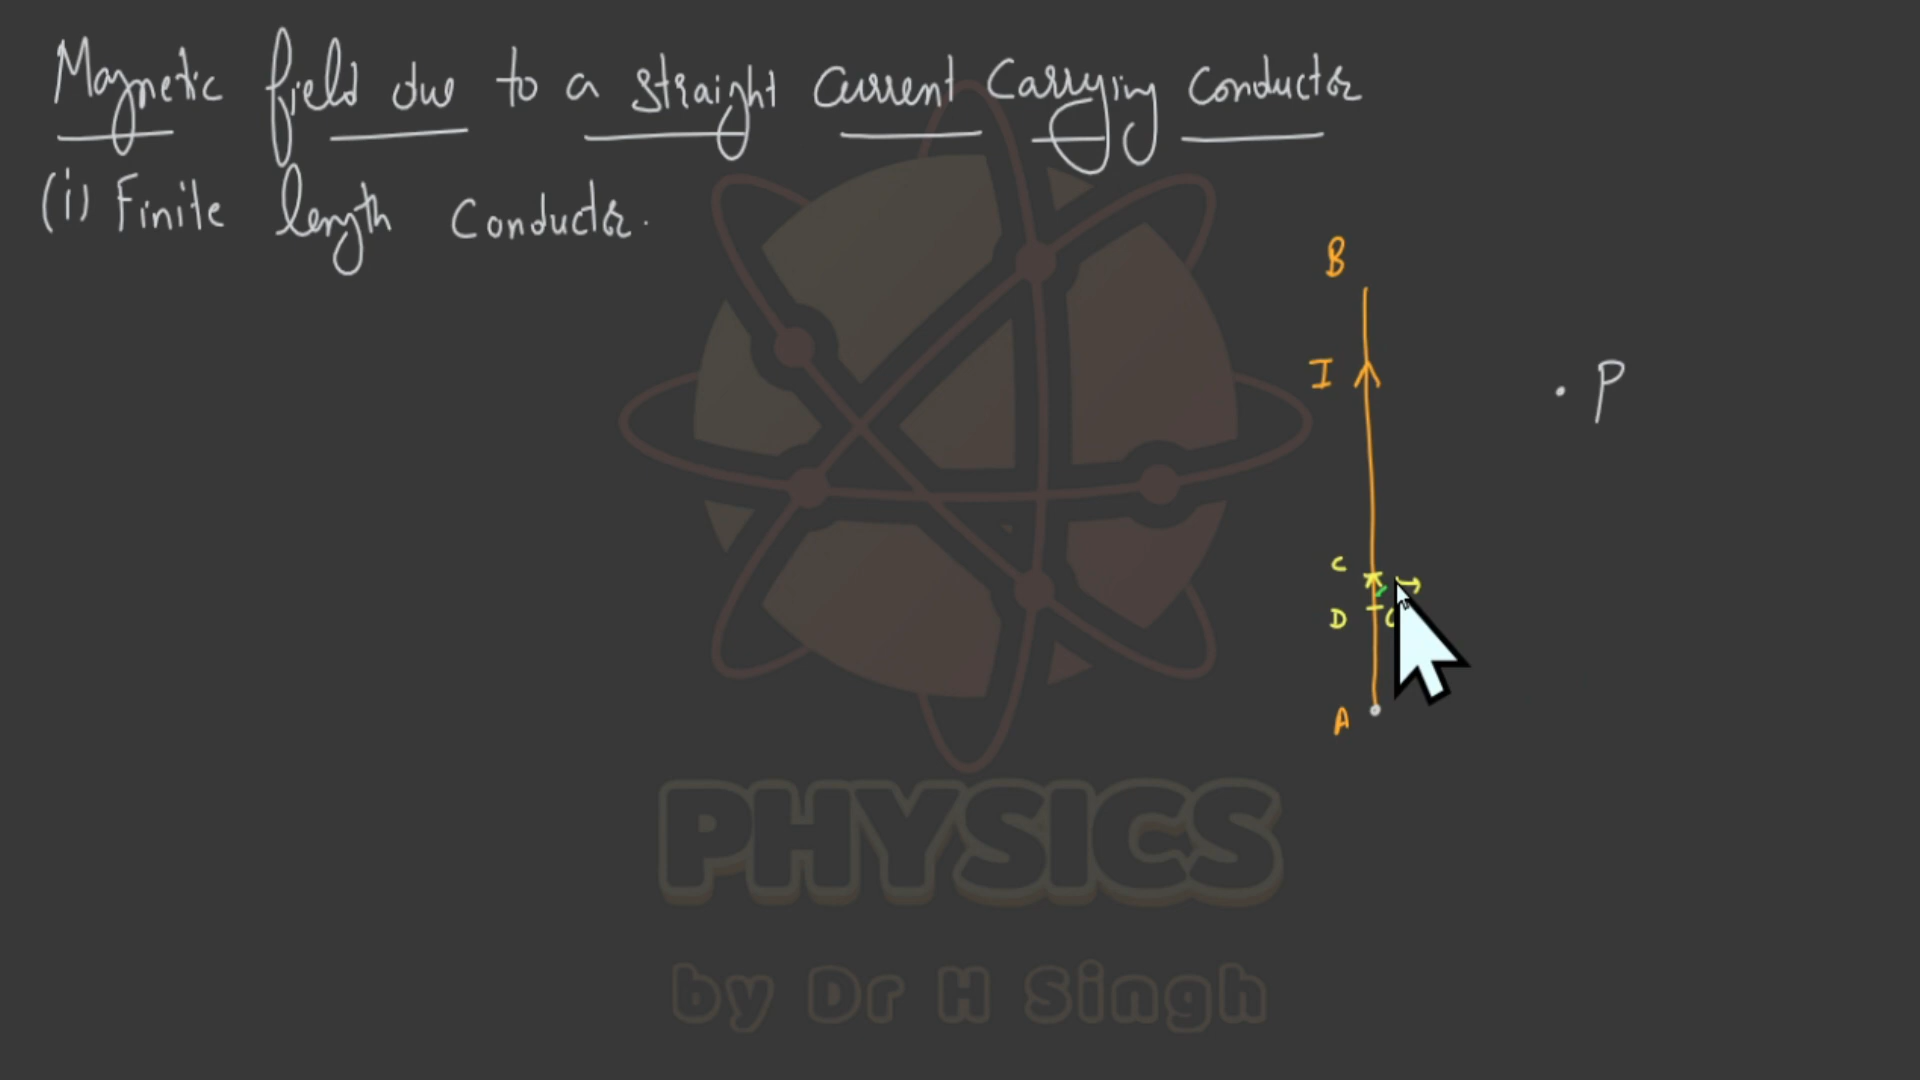 Magnetic field due to a straight Current Carrying Conductor
(i) Finite length Conductor.
B
I
. P
C
D
A
PHYSICS
by Dr H Singh